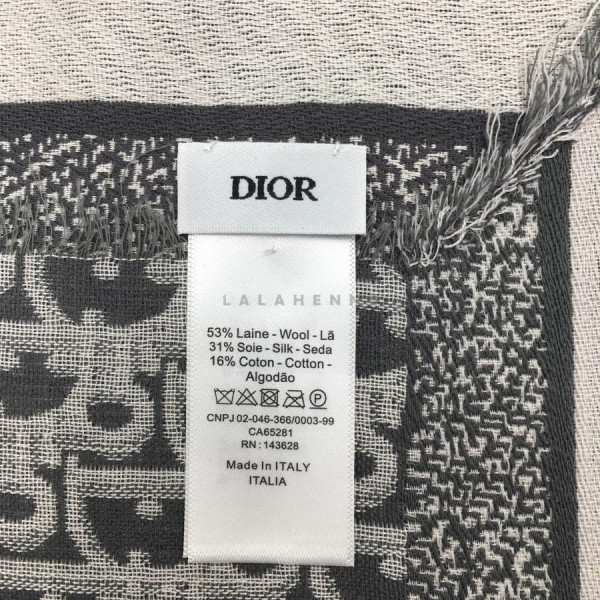 DIOR
LALAHENN
53% Laine - Wool - Lã
31% Soie - Silk - Seda
16% Coton - Cotton -
Algodão
CNPJ 02-046-366/0003-99
CA65281
RN : 143628
Made In ITALY
ITALIA